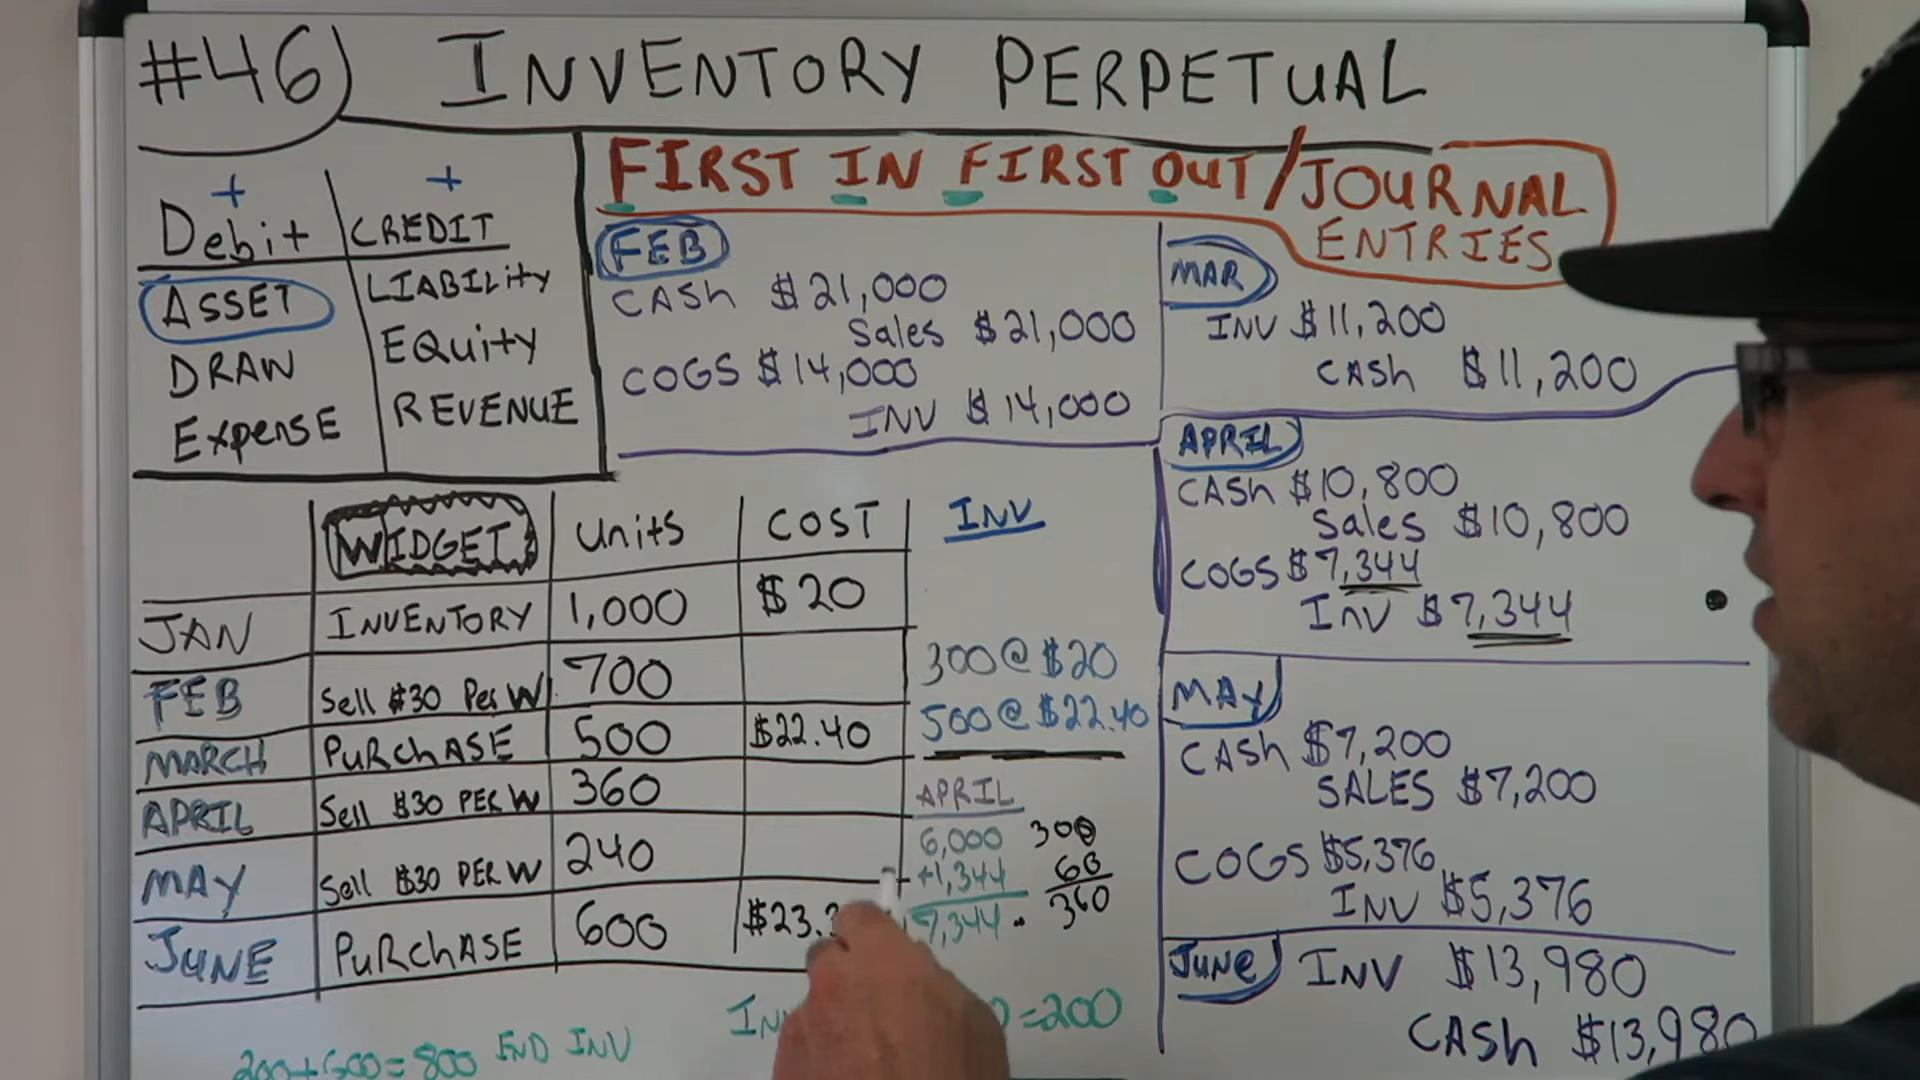 #46) INVENTORY PERPETUAL
+ +
Debit CREDIT
ASSET LIABILITY
DRAW EQUITY
EXPENSE REVENUE
FIRST IN FIRST OUT / JOURNAL
ENTRIES
FEB
CASH $21,000
Sales $21,000
COGS $14,000
INV $14,000
MAR
INV $11,200
CASH $11,200
APRIL
CASH $10,800
Sales $10,800
COGS $7,344
Inv $7,344
MAY
CASH $7,200
SALES $7,200
COGS $5,376
INV $5,376
JUNE INV $13,980
CASH $13,980
WIDGET Units COST
JAN INVENTORY 1,000 $20
FEB Sell $30 Per W 700
MARCH PURCHASE 500 $22.40
APRIL Sell $30 PER W 360
MAY Sell $30 PER W 240
JUNE PURCHASE 600
INV
300 @ $20
500 @ $22.40
APRIL
6,000 300
+1,344 60
7,344 360
=200
200+600=800 END INV